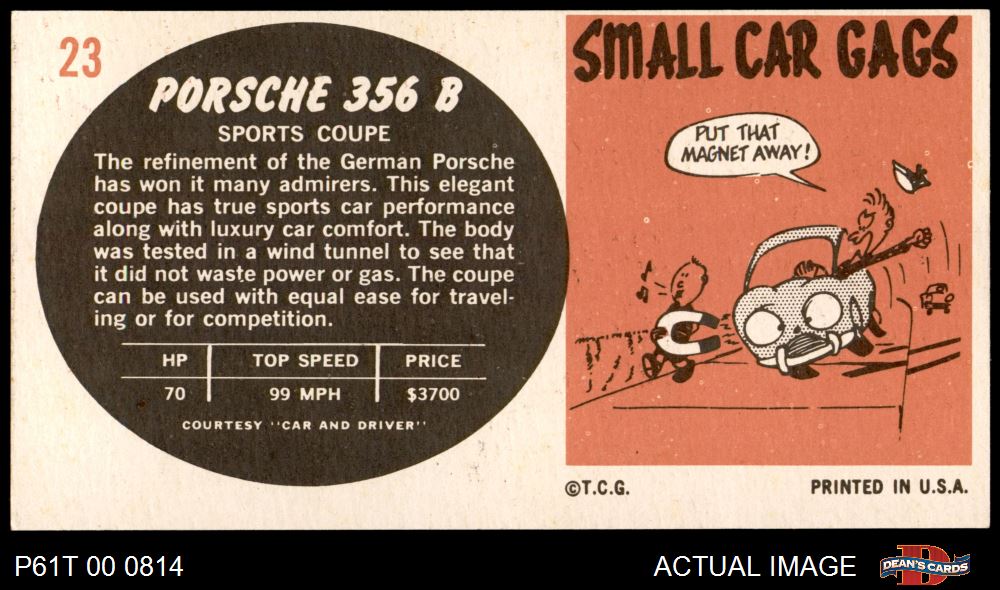 23
PORSCHE 356 B
SPORTS COUPE
The refinement of the German Porsche
has won it many admirers. This elegant
coupe has true sports car performance
along with luxury car comfort. The body
was tested in a wind tunnel to see that
it did not waste power or gas. The coupe
can be used with equal ease for travel-
ing or for competition.
HP TOP SPEED PRICE
70 99 MPH $3700
COURTESY "CAR AND DRIVER"
SMALL CAR GAGS
PUT THAT
MAGNET AWAY!
©T.C.G. PRINTED IN U.S.A.
P61T 00 0814 ACTUAL IMAGE
D
DEAN'S CARDS